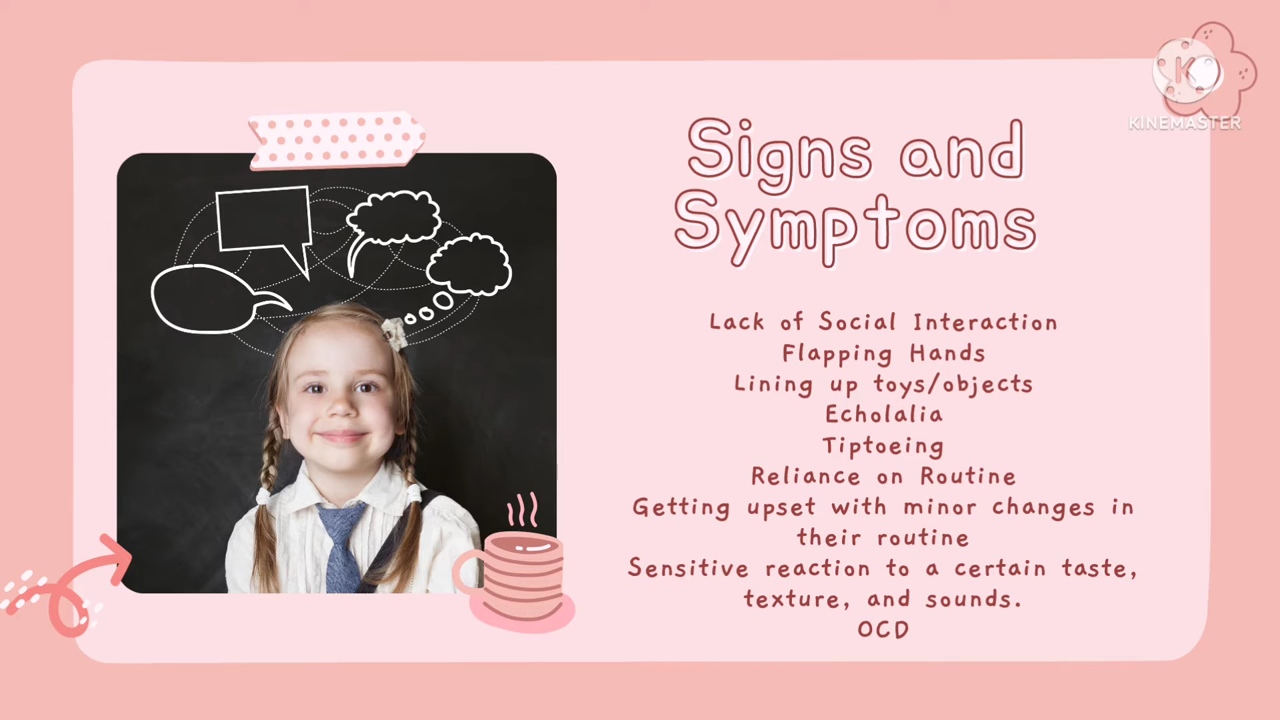 KINEMASTER
Signs and
Symptoms
Lack of Social Interaction
Flapping Hands
Lining up toys/objects
Echolalia
Tiptoeing
Reliance on Routine
Getting upset with minor changes in
their routine
Sensitive reaction to a certain taste,
texture, and sounds.
OCD